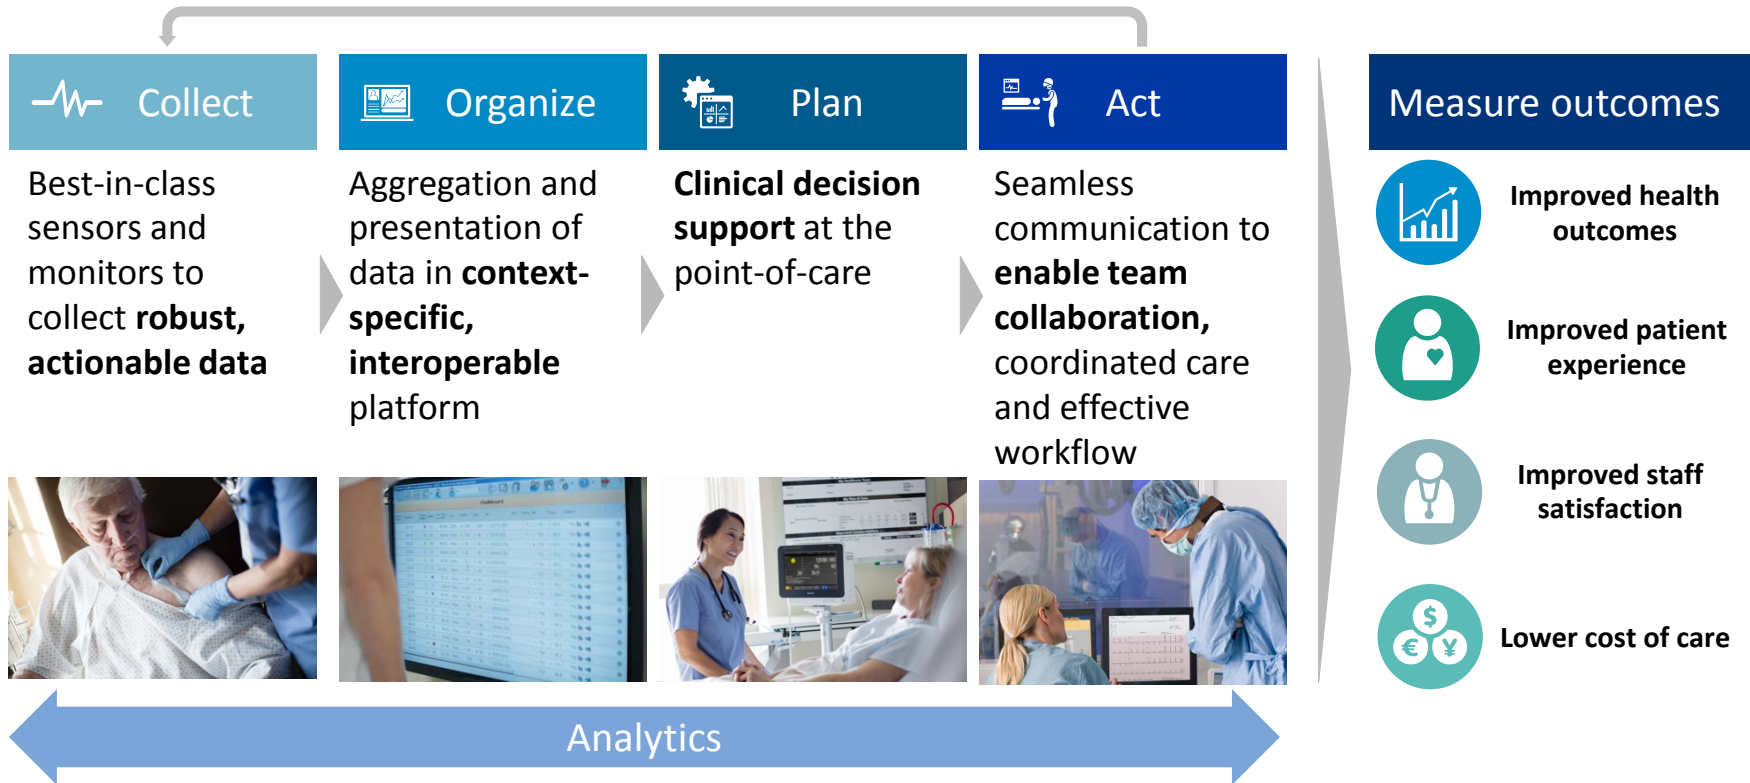 Collect
Best-in-class
sensors and
monitors to
collect robust,
actionable data
Organize
Aggregation and
presentation of
data in context-
specific,
interoperable
platform
Plan
Clinical decision
support at the
point-of-care
Act
Seamless
communication to
enable team
collaboration,
coordinated care
and effective
workflow
Measure outcomes
Improved health
outcomes
Improved patient
experience
Improved staff
satisfaction
$
€ ¥
Lower cost of care
Analytics